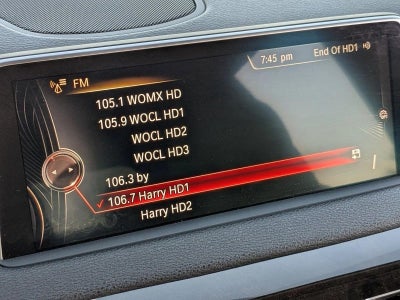 FM
7:45 pm End Of HD1
105.1 WOMX HD
105.9 WOCL HD1
WOCL HD2
WOCL HD3
106.3 by
106.7 Harry HD1
Harry HD2